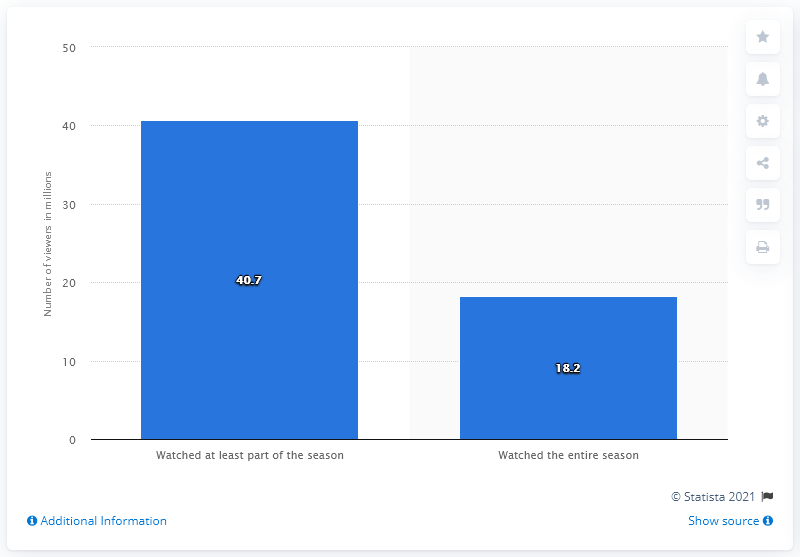 50
40
30
20
10
0
Number of viewers in millions
40.7
18.2
Watched at least part of the season
Watched the entire season
© Statista 2021
Additional Information
Show source